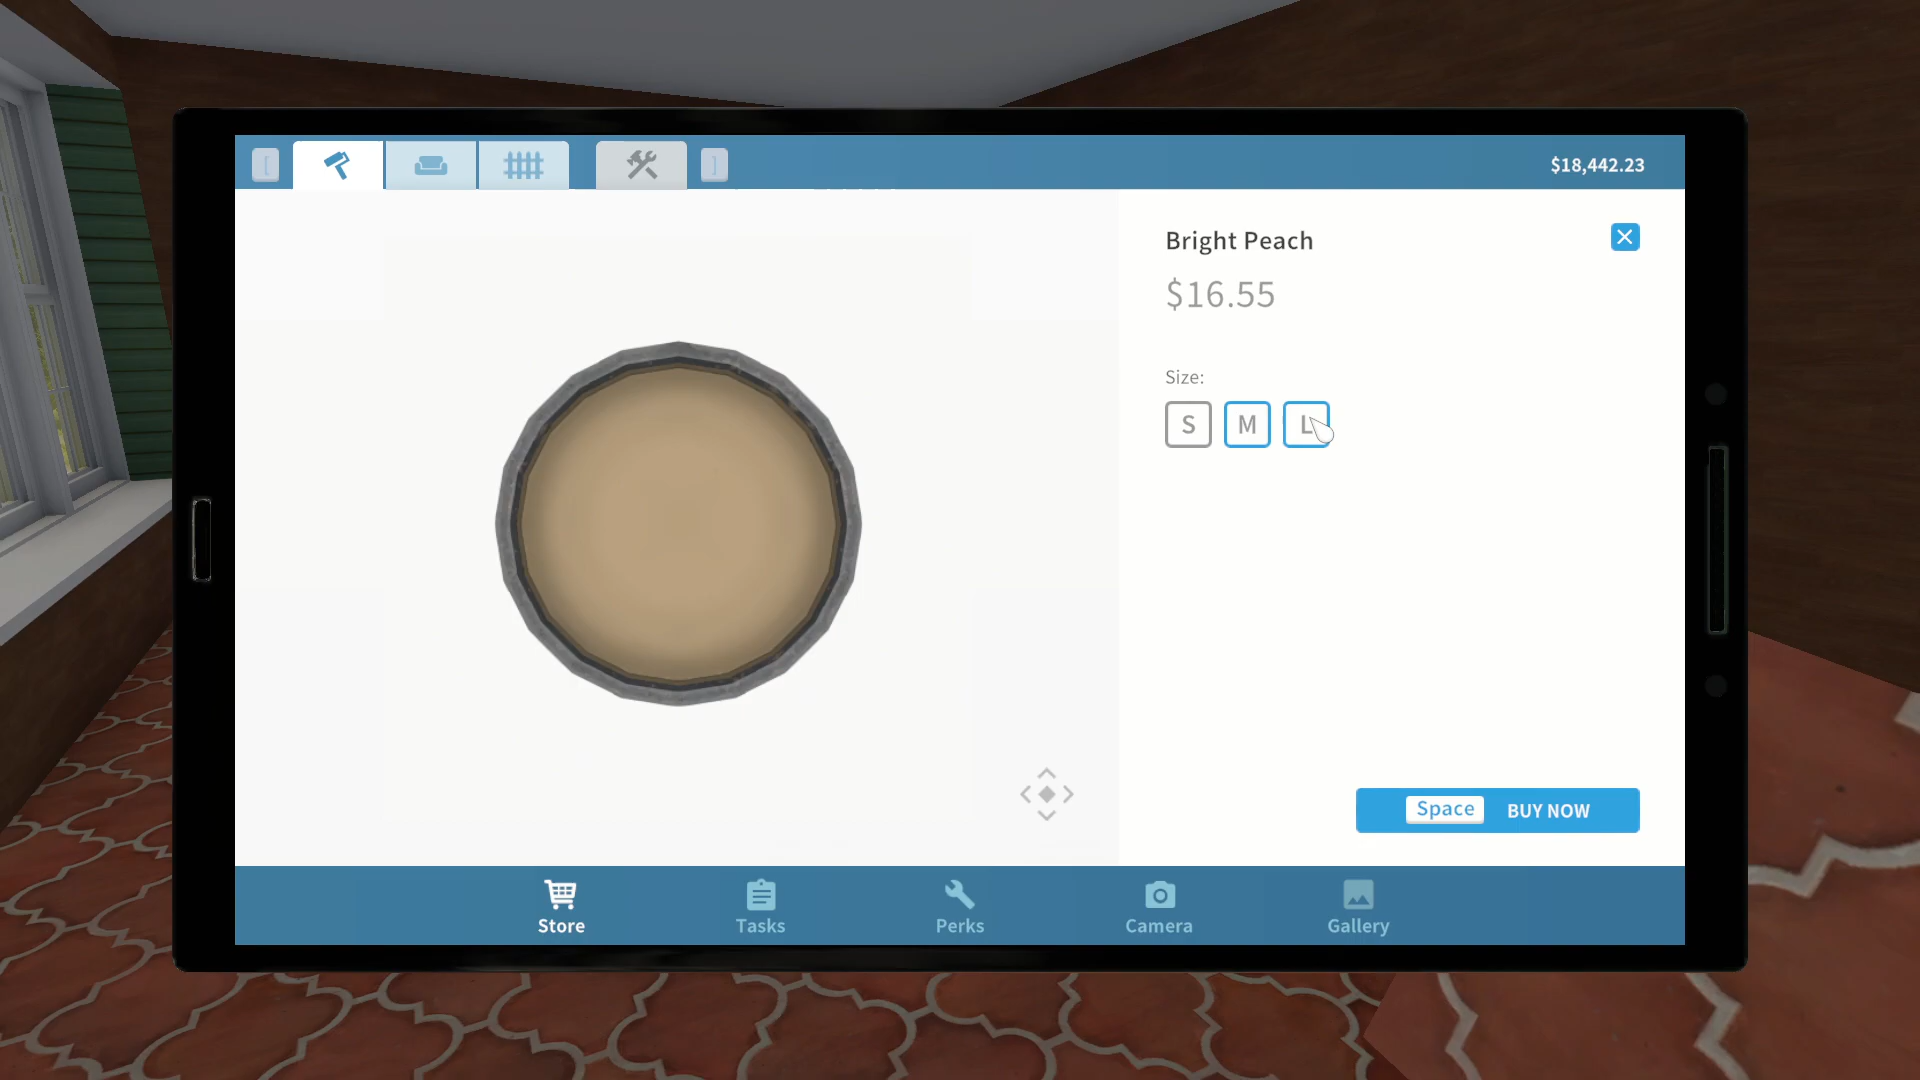 [
]
$18,442.23
Bright Peach
$16.55
Size:
S M L
Space BUY NOW
Store Tasks Perks Camera Gallery